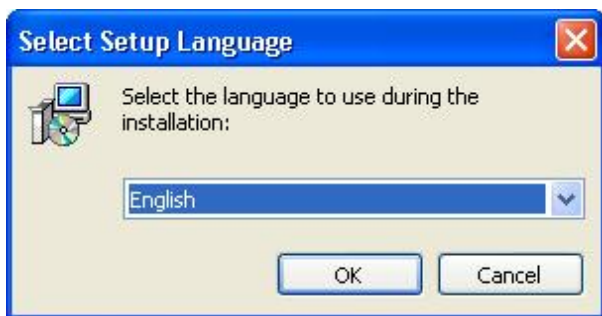 Select Setup Language
Select the language to use during the
installation:
English
OK
Cancel